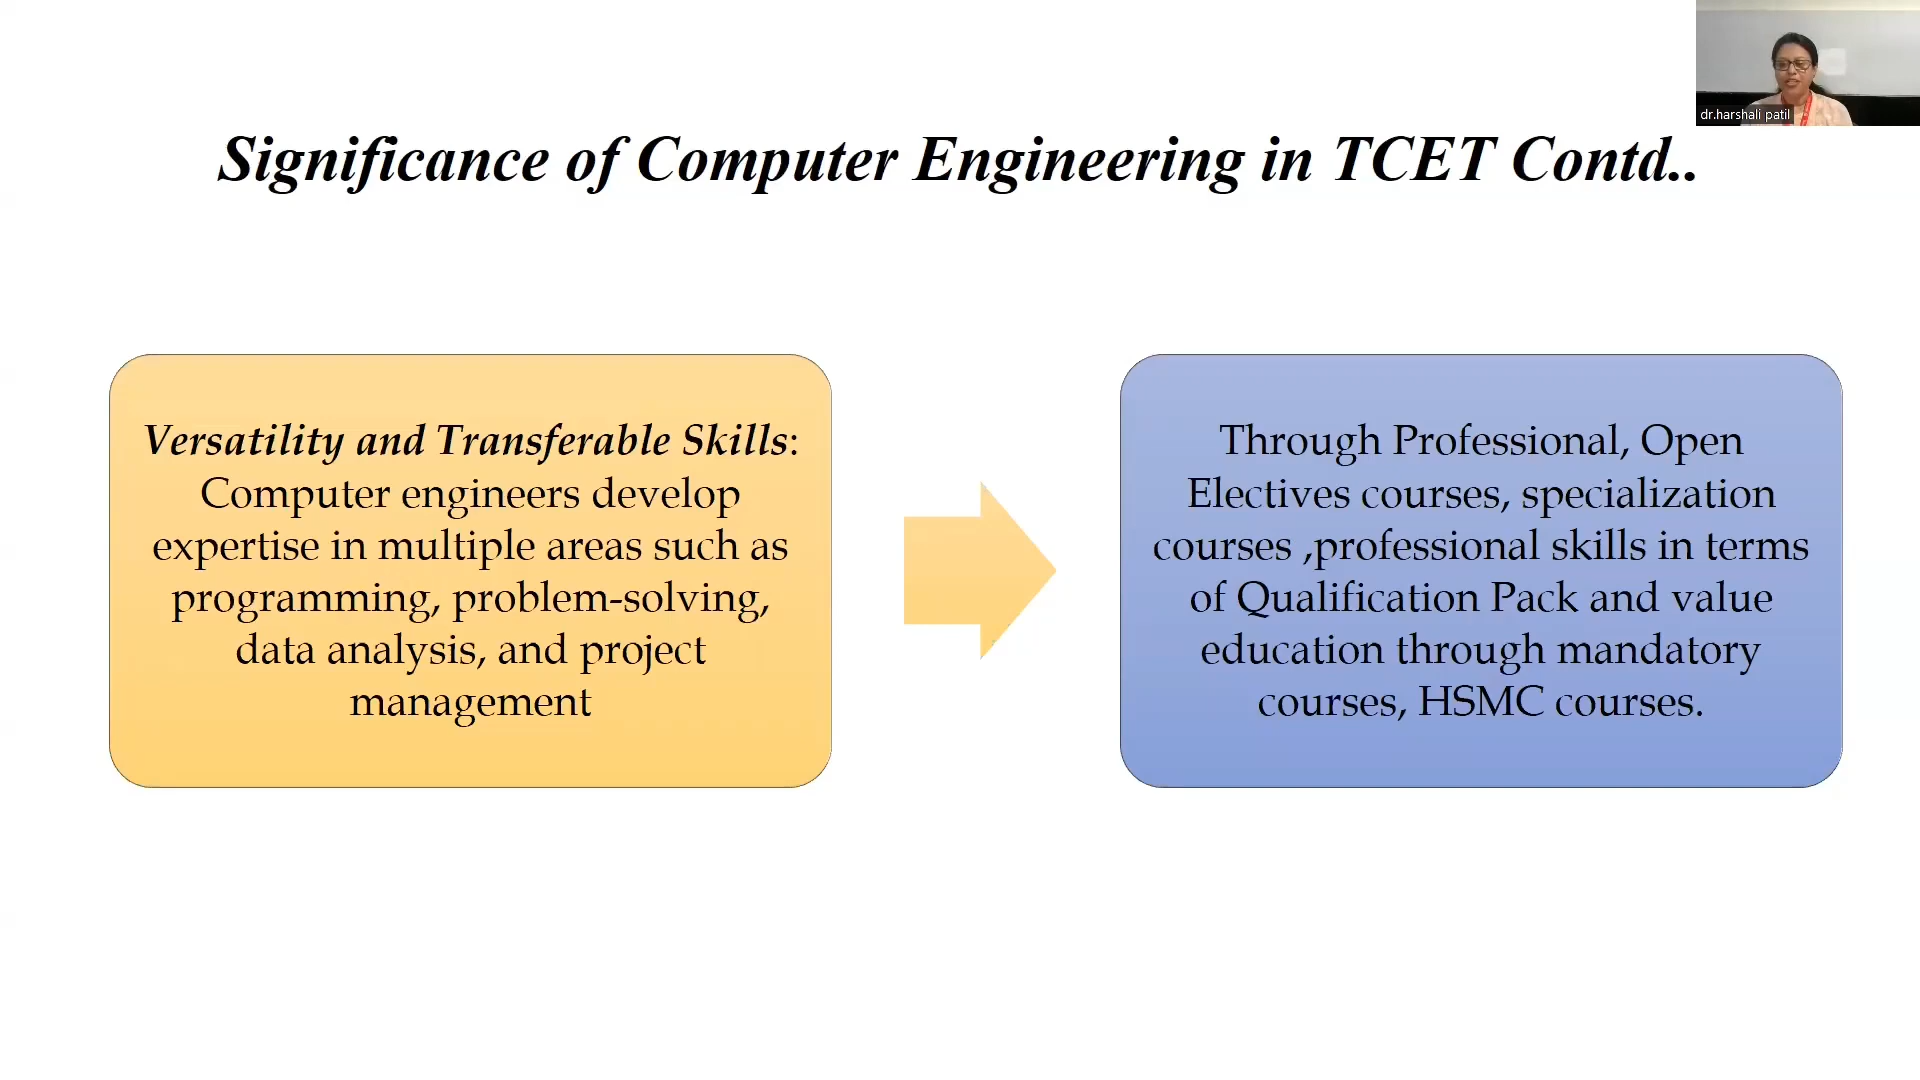 dr.harshali patil
Significance of Computer Engineering in TCET Contd..
Versatility and Transferable Skills:
Computer engineers develop
expertise in multiple areas such as
programming, problem-solving,
data analysis, and project
management
Through Professional, Open
Electives courses, specialization
courses ,professional skills in terms
of Qualification Pack and value
education through mandatory
courses, HSMC courses.